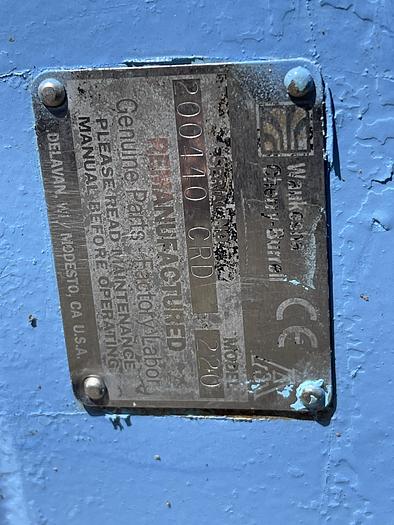 Waukesha
Cherry-Burrell
CE
3A
MODEL
220
200410 CRD
REMANUFACTURED
Genuine Parts Factory Labor
PLEASE READ MAINTENANCE
MANUAL BEFORE OPERATING
DELAVAN WI / MODESTO, CA U.S.A.